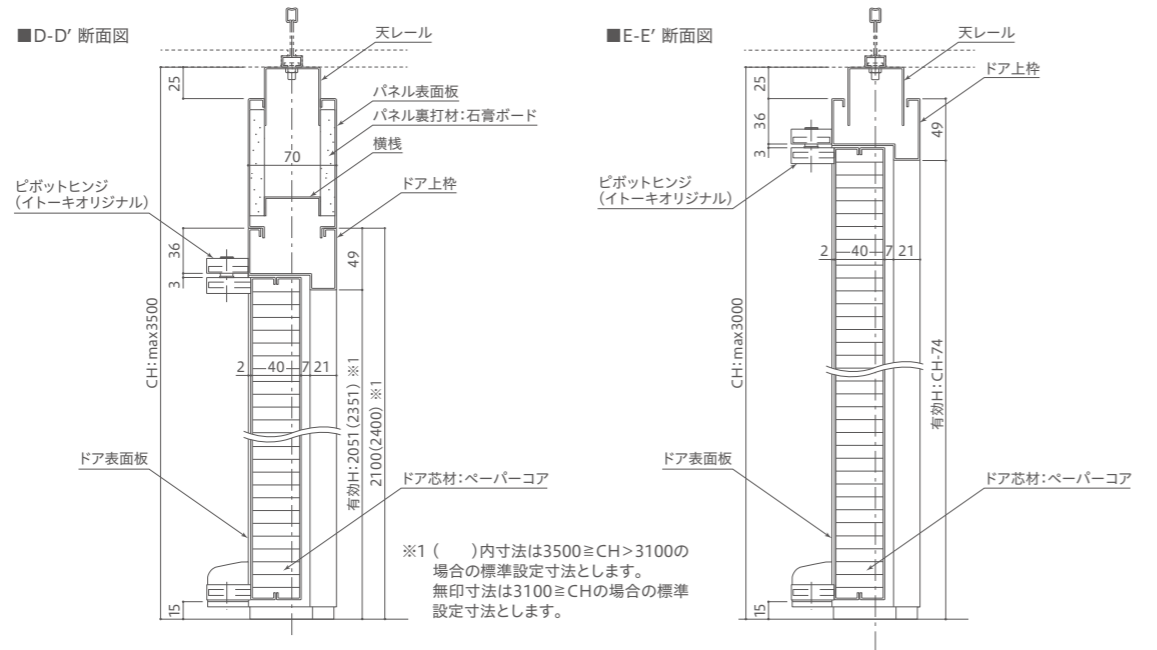 ■D-D′ 断面図
天レール
25
パネル表面板
パネル裏打材：石膏ボード
70
横桟
ピボットヒンジ
（イトーキオリジナル）
ドア上枠
36
49
3
CH：max3500
2
40
7
21
有効H：2051（2351）※1
2100（2400）※1
ドア表面板
ドア芯材：ペーパーコア
15
※1（　　）内寸法は3500≧CH＞3100の
場合の標準設定寸法とします。
無印寸法は3100≧CHの場合の標準
設定寸法とします。
■E-E′ 断面図
天レール
ドア上枠
25
36
49
3
ピボットヒンジ
（イトーキオリジナル）
2
40
7
21
CH：max3000
有効H：CH-74
ドア表面板
ドア芯材：ペーパーコア
15